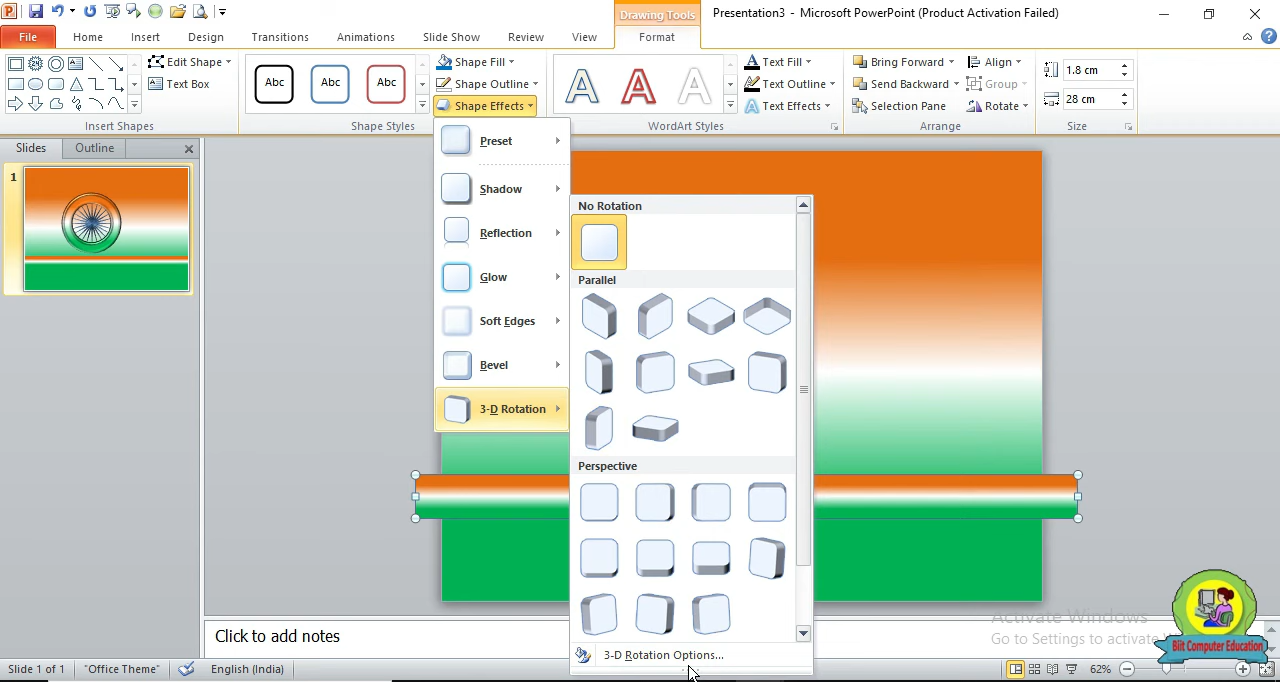 Drawing Tools
Presentation3 - Microsoft PowerPoint (Product Activation Failed)
File Home Insert Design Transitions Animations Slide Show Review View Format
Edit Shape
Text Box
Insert Shapes
Abc Abc Abc
Shape Styles
Shape Fill
Shape Outline
Shape Effects
A A A
WordArt Styles
Text Fill
Text Outline
Text Effects
Bring Forward
Send Backward
Selection Pane
Align
Group
Rotate
Arrange
1.8 cm
28 cm
Size
Slides Outline
1
Preset
Shadow
Reflection
Glow
Soft Edges
Bevel
3-D Rotation
No Rotation
Parallel
Perspective
3-D Rotation Options...
Click to add notes
Activate Windows
Go to Settings to activate
Biit Computer Education
Slide 1 of 1 "Office Theme" English (India) 62%